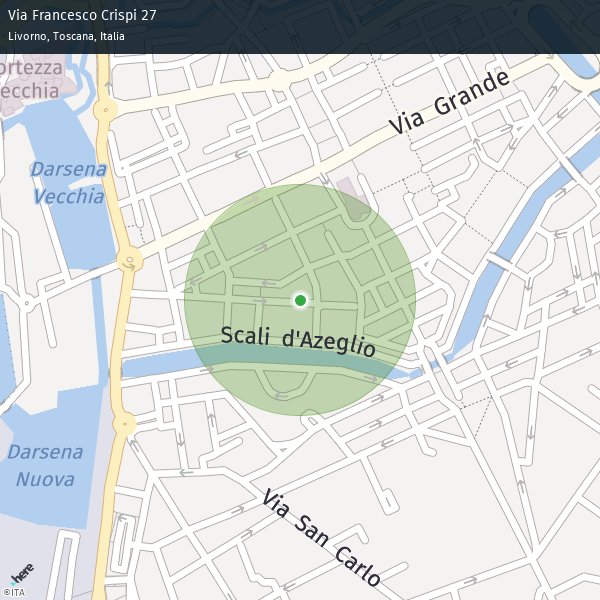 Via Francesco Crispi 27
Livorno, Toscana, Italia
ortezza
ecchia
Via Grande
Darsena
Vecchia
Scali d'Azeglio
Darsena
Nuova
Via San Carlo
here
©ITA